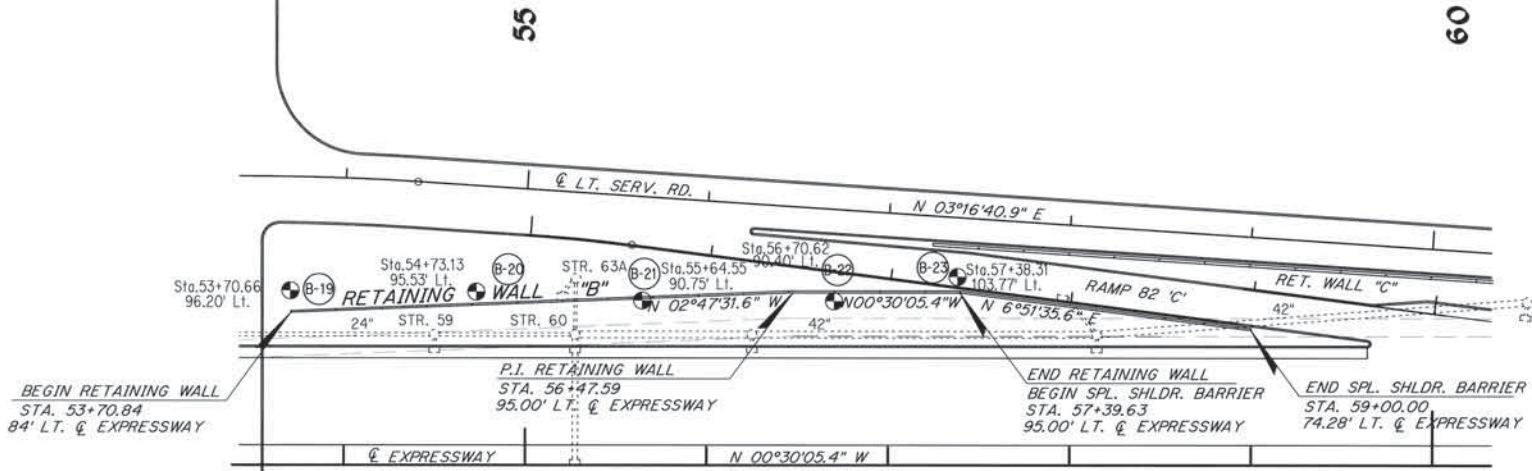 55
60
℄ LT. SERV. RD.
N 03°16'40.9" E
Sta.53+70.66
96.20' Lt.
B-19
Sta.54+73.13
95.53' Lt.
B-20
STR. 63A
B-21
Sta.55+64.55
90.75' Lt.
Sta.56+70.62
90.40' Lt.
B-22
B-23
Sta.57+38.31
103.77' Lt.
RETAINING WALL "B"
N 02°47'31.6" W
N00°30'05.4" W
N 6°51'35.6" E
RAMP 82 'C'
RET. WALL "C"
24"
STR. 59
STR. 60
42"
42"
BEGIN RETAINING WALL
STA. 53+70.84
84' LT. ℄ EXPRESSWAY
P.I. RETAINING WALL
STA. 56+47.59
95.00' LT. ℄ EXPRESSWAY
END RETAINING WALL
BEGIN SPL. SHLDR. BARRIER
STA. 57+39.63
95.00' LT. ℄ EXPRESSWAY
END SPL. SHLDR. BARRIER
STA. 59+00.00
74.28' LT. ℄ EXPRESSWAY
℄ EXPRESSWAY
N 00°30'05.4" W